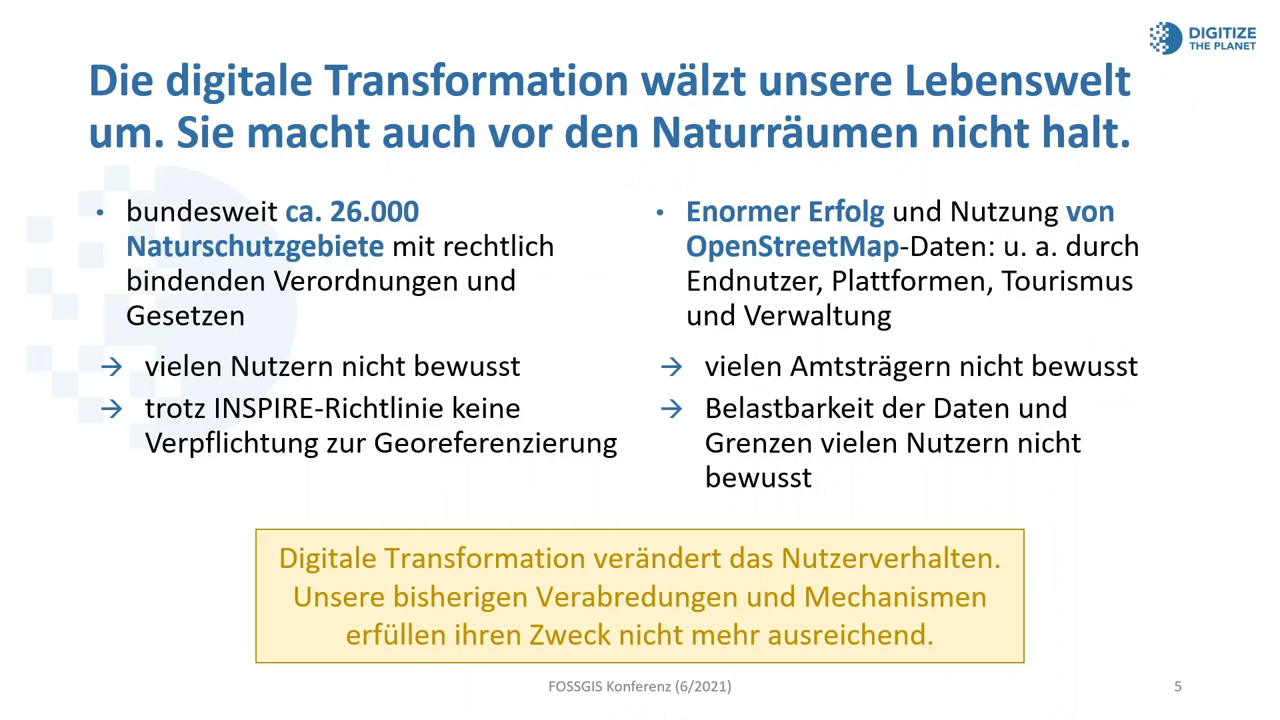 DIGITIZE
THE PLANET
Die digitale Transformation wälzt unsere Lebenswelt
um. Sie macht auch vor den Naturräumen nicht halt.
• bundesweit ca. 26.000
Naturschutzgebiete mit rechtlich
bindenden Verordnungen und
Gesetzen
→ vielen Nutzern nicht bewusst
→ trotz INSPIRE-Richtlinie keine
Verpflichtung zur Georeferenzierung
• Enormer Erfolg und Nutzung von
OpenStreetMap-Daten: u. a. durch
Endnutzer, Plattformen, Tourismus
und Verwaltung
→ vielen Amtsträgern nicht bewusst
→ Belastbarkeit der Daten und
Grenzen vielen Nutzern nicht
bewusst
Digitale Transformation verändert das Nutzerverhalten.
Unsere bisherigen Verabredungen und Mechanismen
erfüllen ihren Zweck nicht mehr ausreichend.
FOSSGIS Konferenz (6/2021)
5